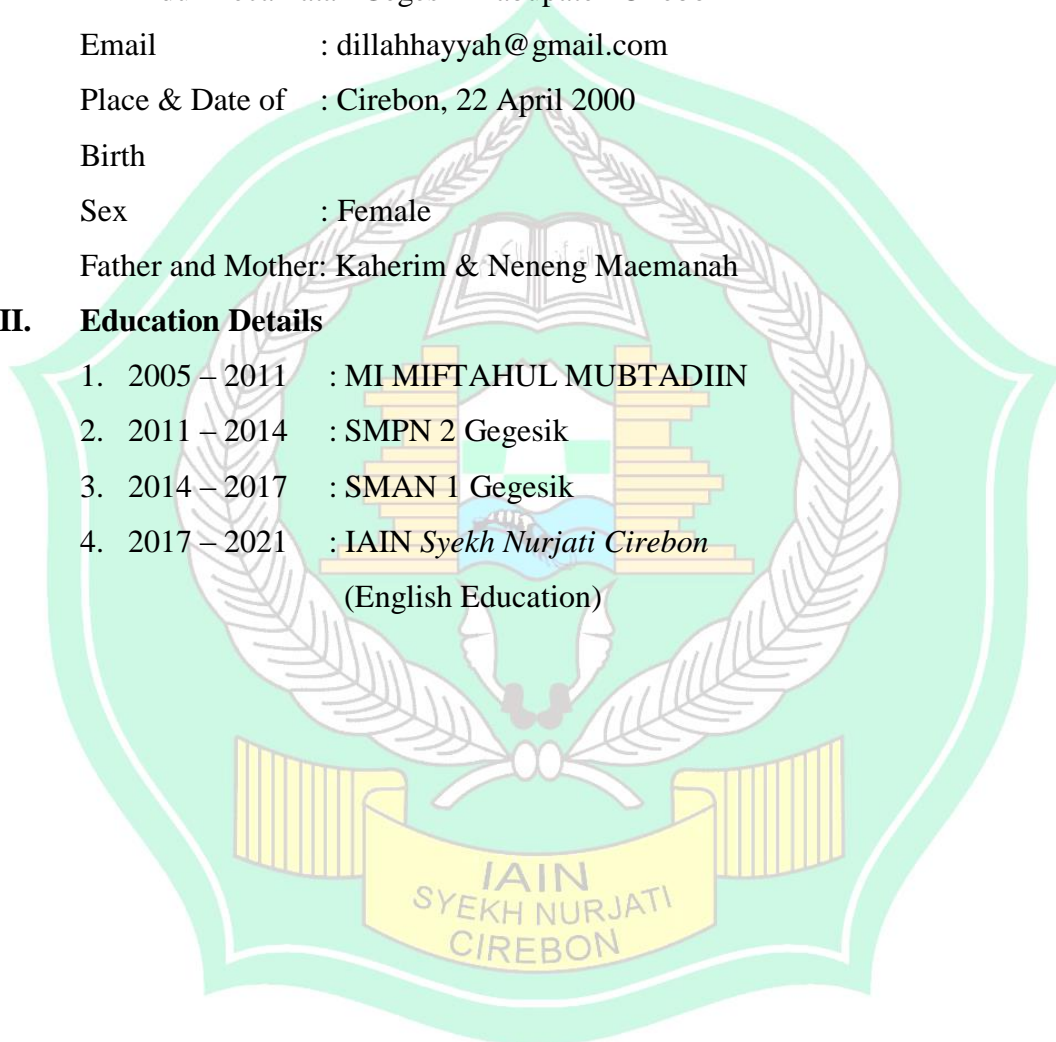 Email : dillahhayyah@gmail.com
Place & Date of : Cirebon, 22 April 2000
Birth
Sex : Female
Father and Mother: Kaherim & Neneng Maemanah
II. Education Details
1. 2005 – 2011 : MI MIFTAHUL MUBTADIIN
2. 2011 – 2014 : SMPN 2 Gegesik
3. 2014 – 2017 : SMAN 1 Gegesik
4. 2017 – 2021 : IAIN Syekh Nurjati Cirebon
(English Education)
IAIN
SYEKH NURJATI
CIREBON